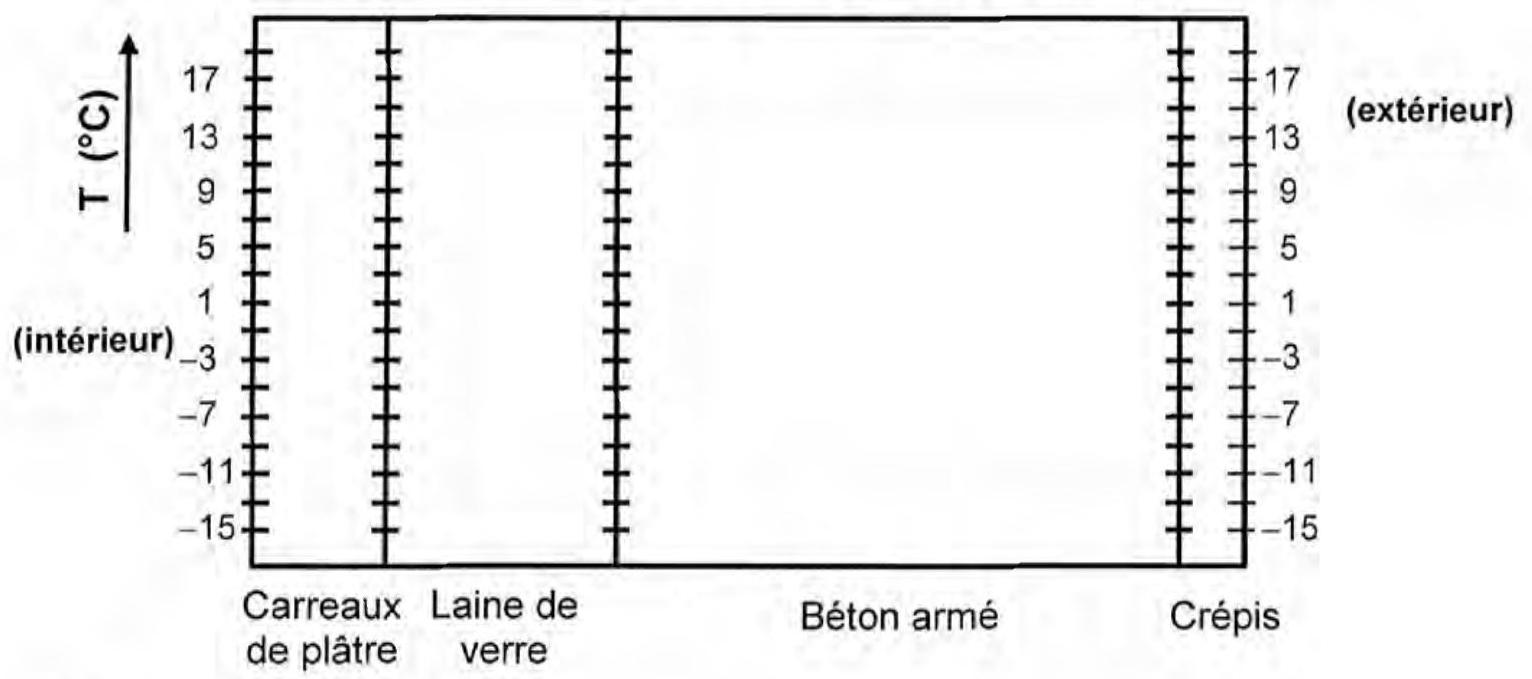 T (°C)
17
13
9
5
1
–3
–7
–11
–15
(intérieur)
17
13
9
5
1
–3
–7
–11
–15
(extérieur)
Carreaux
de plâtre
Laine de
verre
Béton armé
Crépis